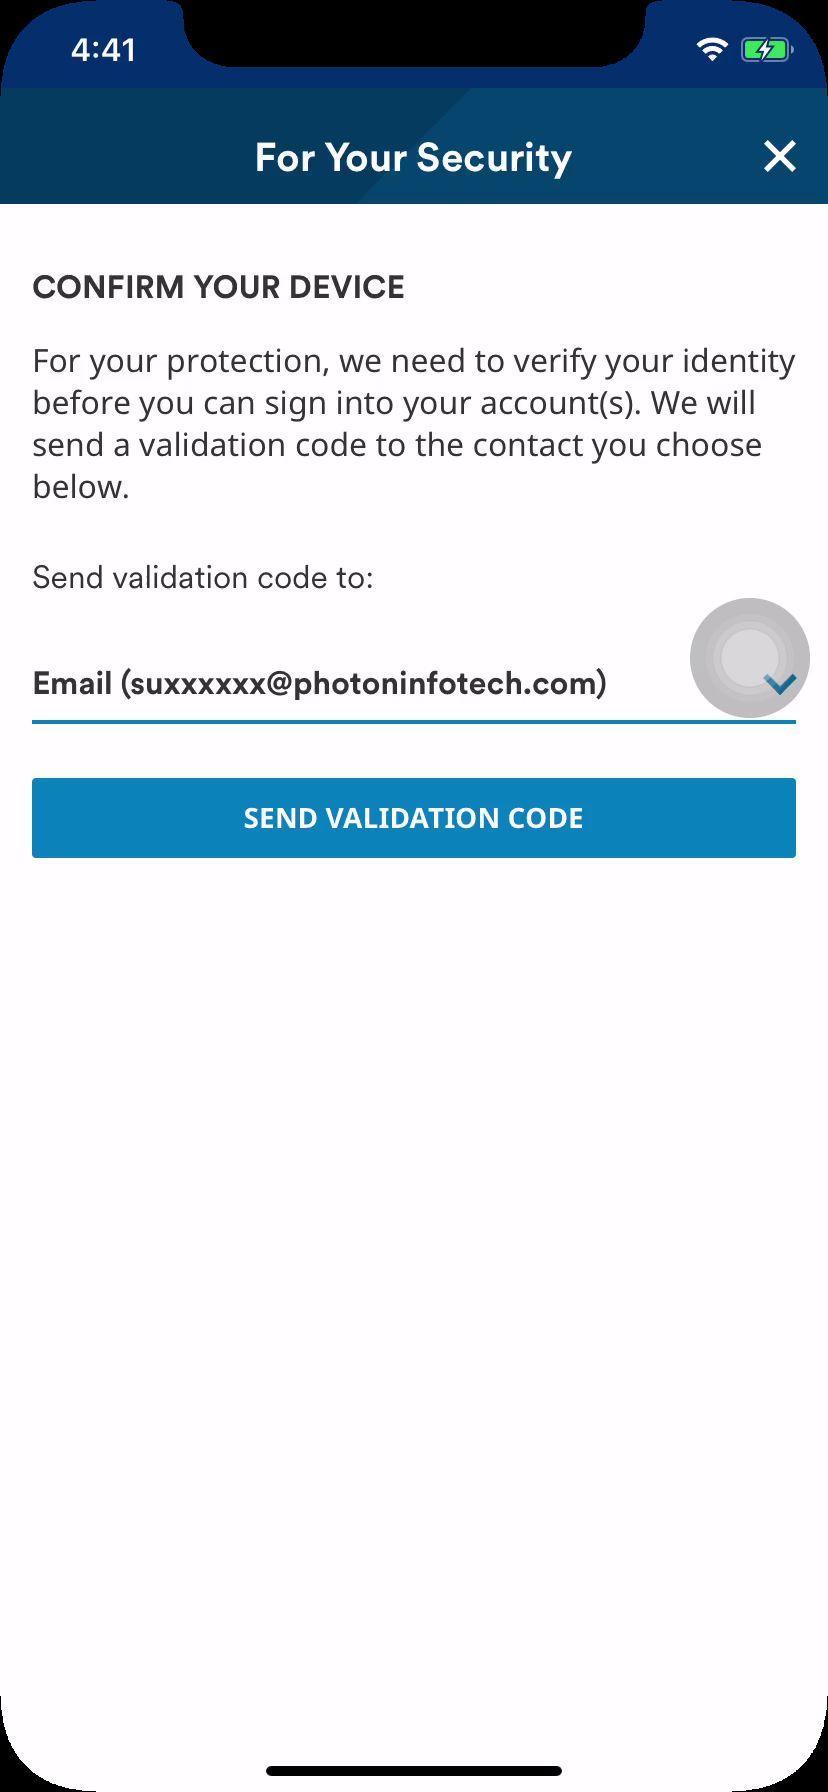 4:41
For Your Security
CONFIRM YOUR DEVICE
For your protection, we need to verify your identity
before you can sign into your account(s). We will
send a validation code to the contact you choose
below.
Send validation code to:
Email (suxxxxxx@photoninfotech.com)
SEND VALIDATION CODE